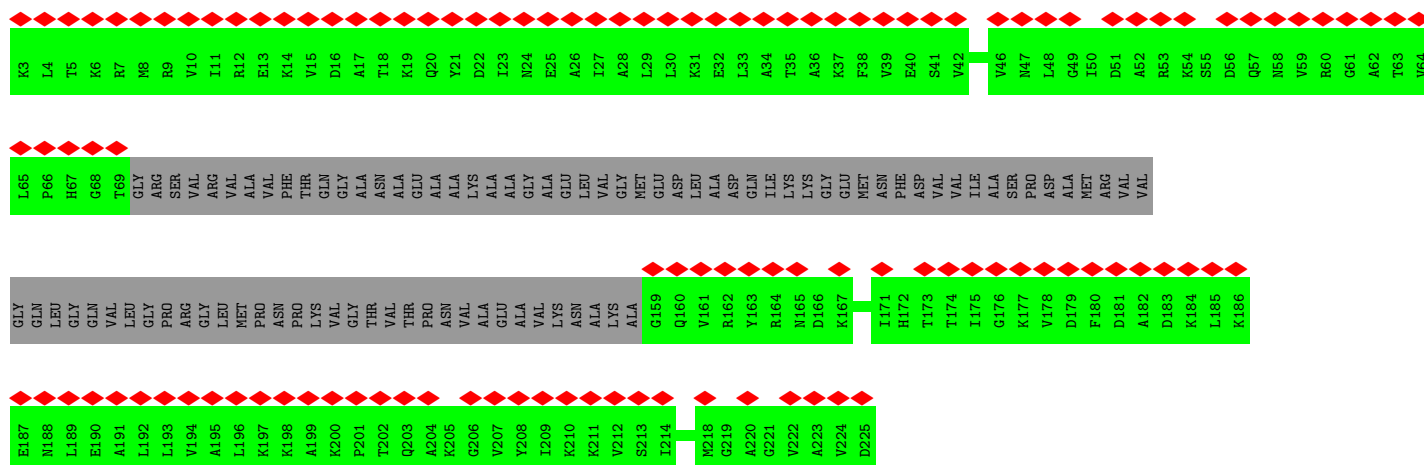 K3 L4 T5 K6 R7 M8 R9 V10 I11 R12 E13 K14 V15 D16 A17 T18 K19 Q20 Y21 D22 I23 N24 E25 A26 I27 A28 L29 L30 K31 E32 L33 A34 T35 A36 K37 F38 V39 E40 S41 V42 V46 N47 L48 G49 I50 D51 A52 R53 K54 S55 D56 Q57 N58 V59 R60 G61 A62 T63 V64
L65 P66 H67 G68 T69 GLY ARG SER VAL ARG VAL ALA VAL PHE THR GLN GLY ALA ASN ALA GLU ALA ALA LYS ALA ALA GLY ALA GLU LEU VAL GLY MET GLU ASP LEU ALA ASP GLN ILE LYS LYS GLY GLU MET ASN PHE ASP VAL VAL ILE ALA SER PRO ASP ALA MET ARG VAL VAL
GLY GLN LEU GLY GLN VAL LEU GLY PRO ARG GLY LEU MET PRO ASN PRO LYS VAL GLY THR VAL THR PRO ASN VAL ALA GLU ALA VAL LYS ASN ALA LYS ALA G159 Q160 V161 R162 Y163 R164 N165 D166 K167 I171 H172 T173 T174 I175 G176 K177 V178 D179 F180 D181 A182 D183 K184 L185 K186
E187 N188 L189 E190 A191 L192 L193 V194 A195 L196 K197 K198 A199 K200 P201 T202 Q203 A204 K205 G206 V207 Y208 I209 K210 K211 V212 S213 I214 M218 G219 A220 G221 V222 A223 V224 D225